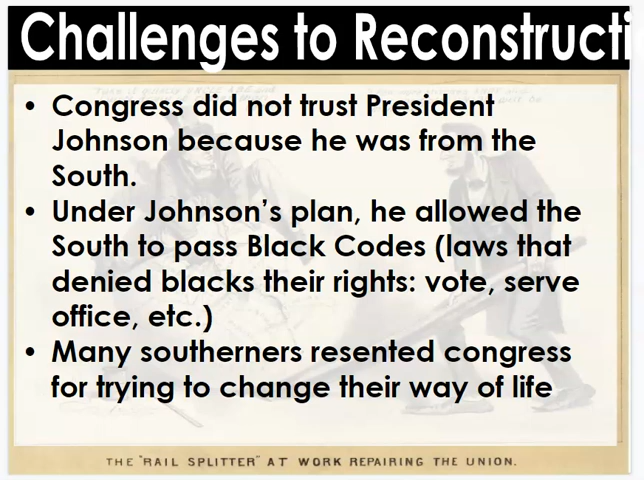 Challenges to Reconstructi
• Congress did not trust President
Johnson because he was from the
South.
• Under Johnson’s plan, he allowed the
South to pass Black Codes (laws that
denied blacks their rights: vote, serve
office, etc.)
• Many southerners resented congress
for trying to change their way of life
THE "RAIL SPLITTER" AT WORK REPAIRING THE UNION.